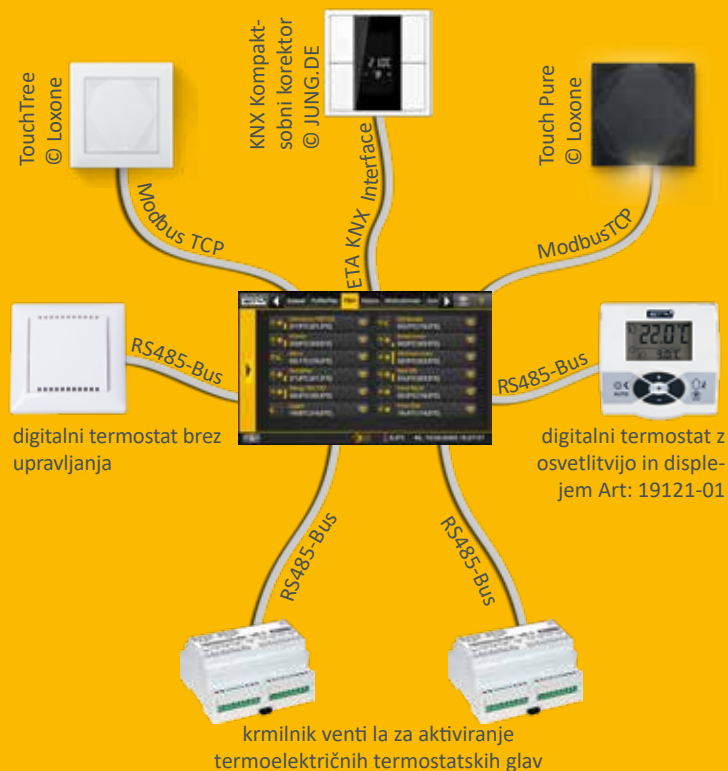 TouchTree
© Loxone
KNX Kompakt-
sobni korektor
© JUNG.DE
Touch Pure
© Loxone
Modbus TCP
ETA KNX Interface
ModbusTCP
RS485-Bus
RS485-Bus
22.0°C
AUTO
digitalni termostat brez
upravljanja
digitalni termostat z
osvetlitvijo in disple-
jem Art: 19121-01
RS485-Bus
RS485-Bus
krmilnik venti la za aktiviranje
termoelektričnih termostatskih glav